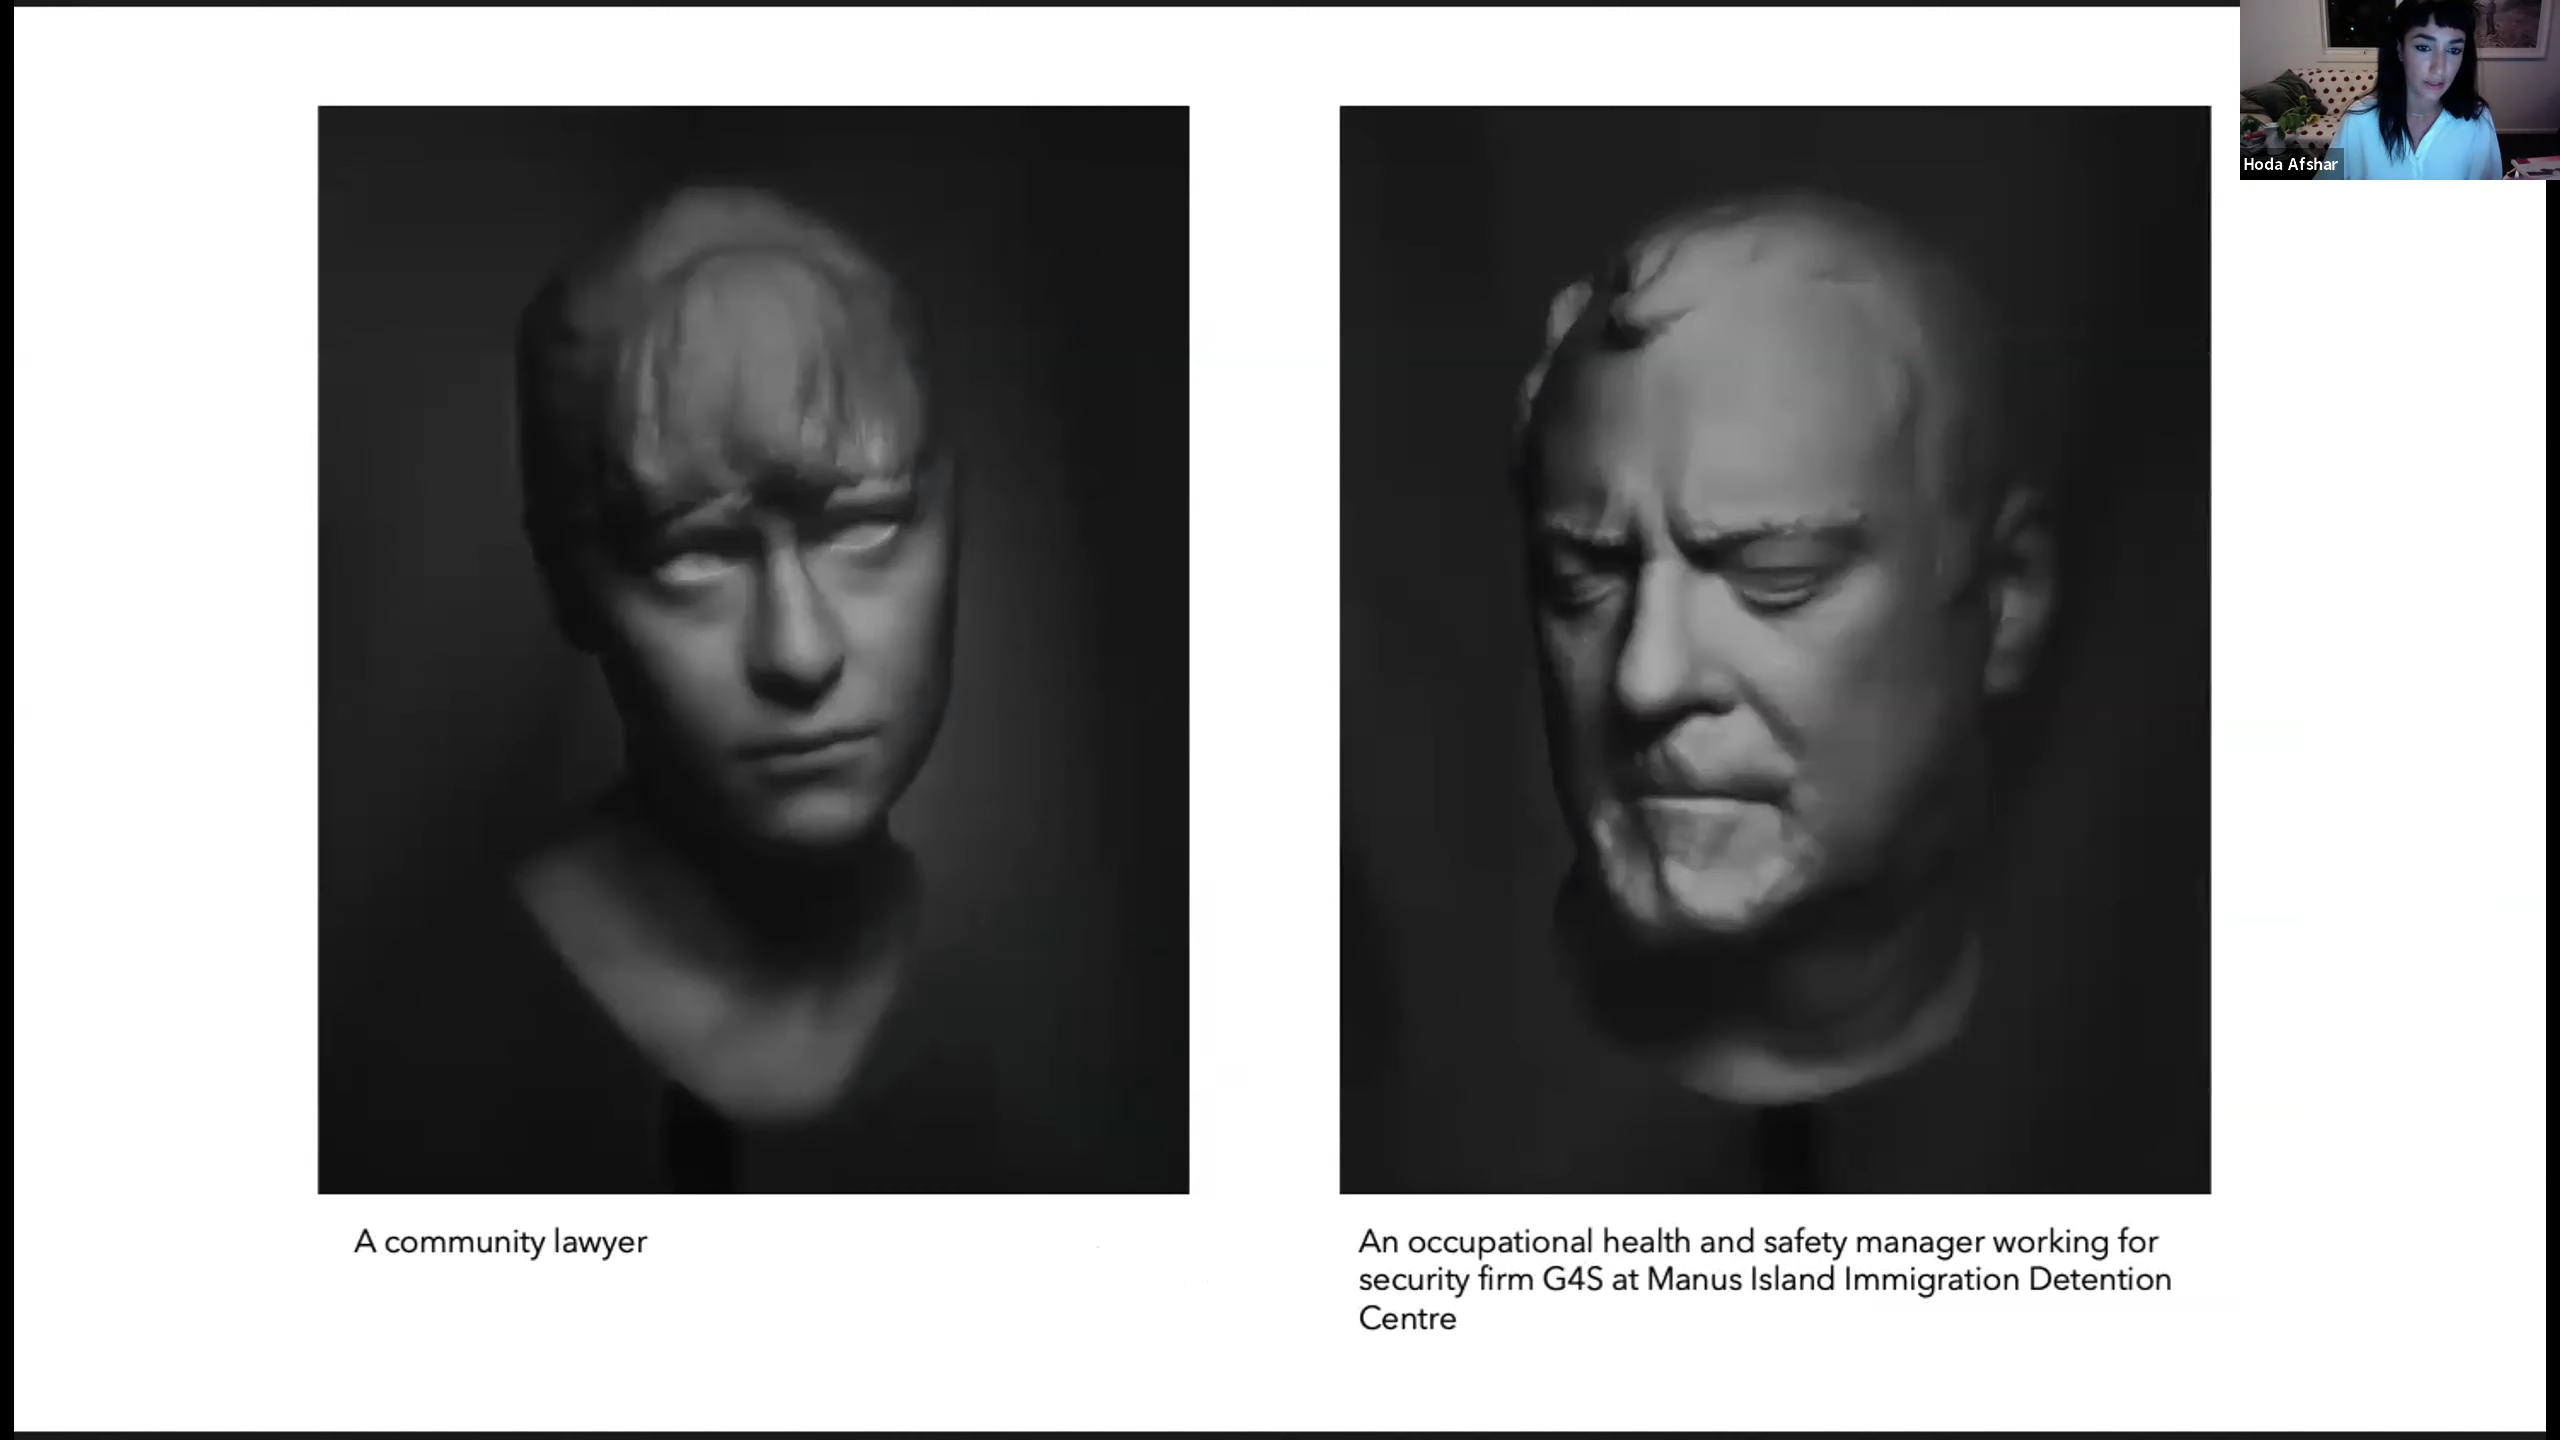 Hoda Afshar
A community lawyer
An occupational health and safety manager working for
security firm G4S at Manus Island Immigration Detention
Centre